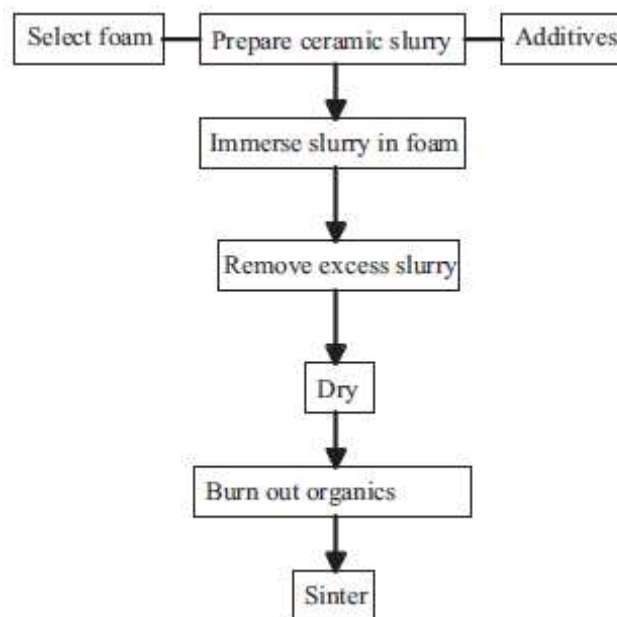 Select foam
Prepare ceramic slurry
Additives
Immerse slurry in foam
Remove excess slurry
Dry
Burn out organics
Sinter